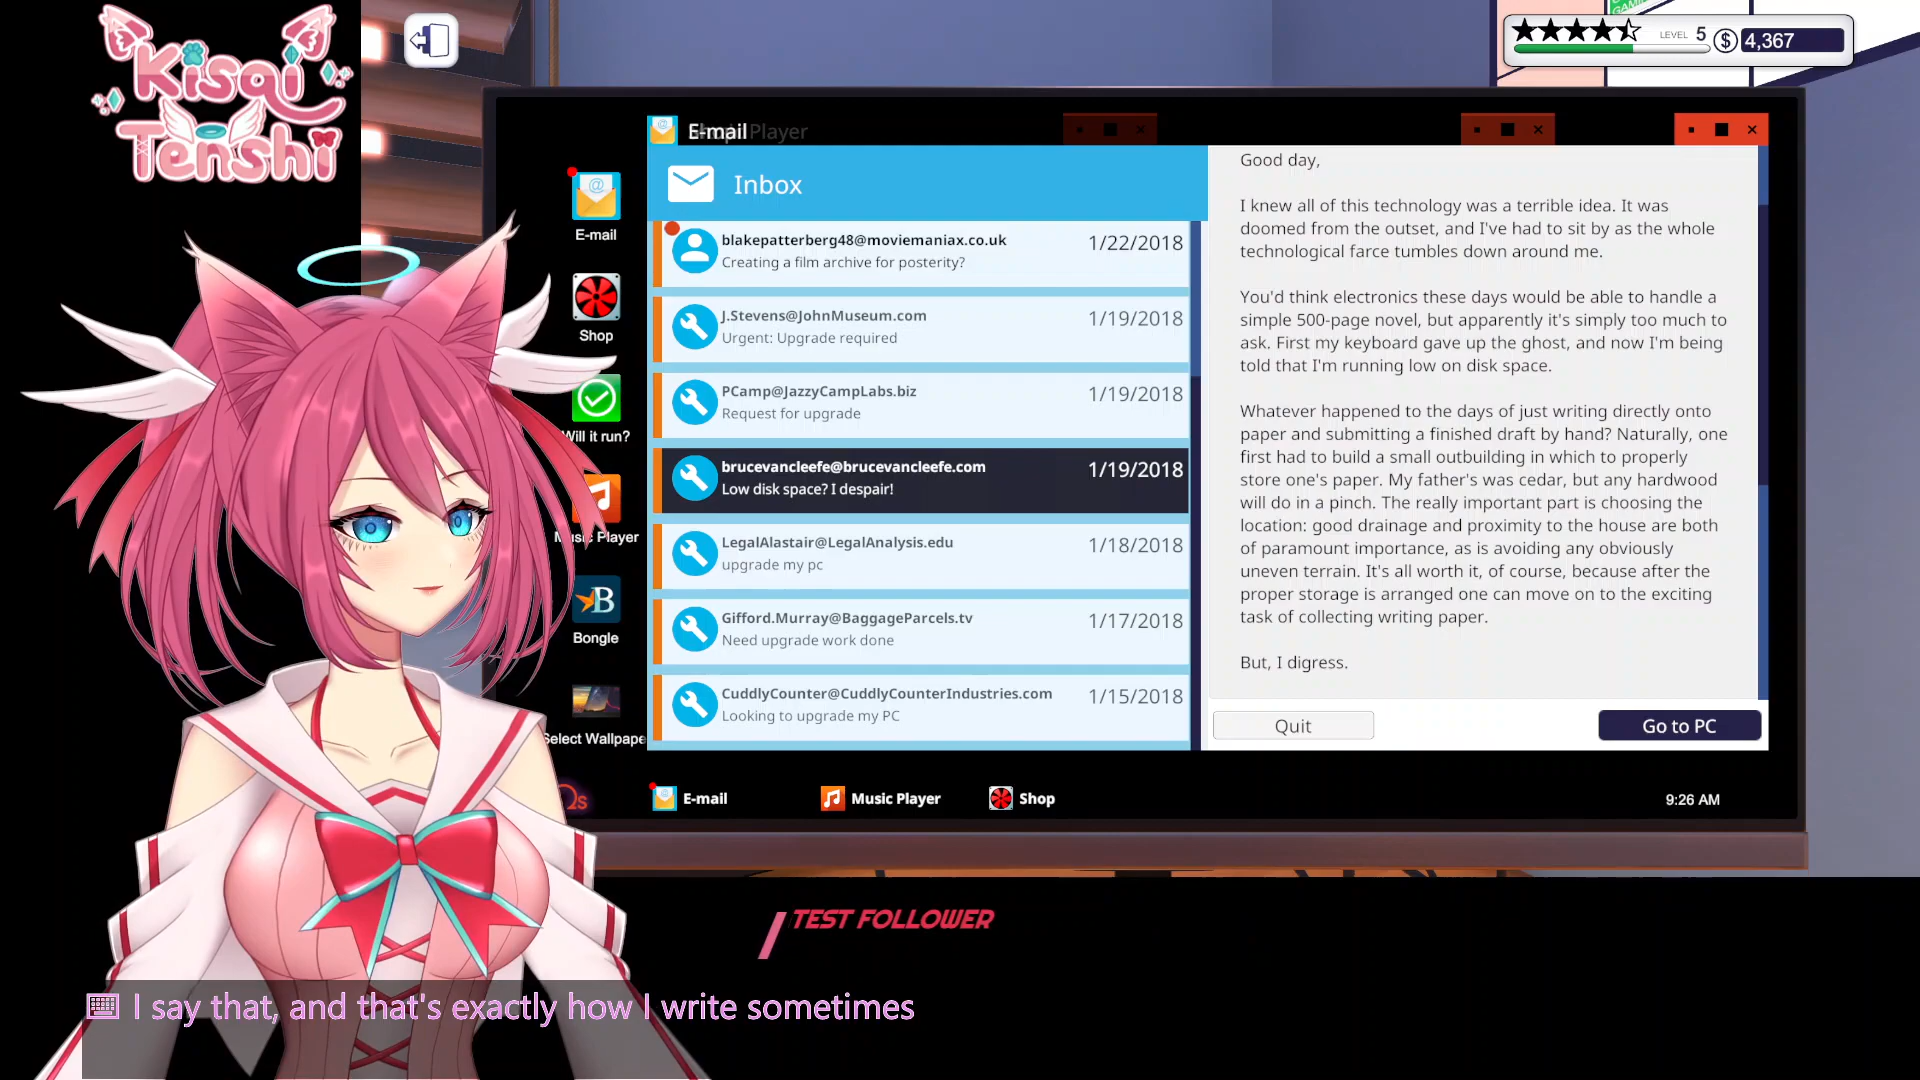 Kisai
Tenshi
LEVEL 5
$ 4,367
E-mail
Inbox
blakepatterberg48@moviemaniax.co.uk 1/22/2018
Creating a film archive for posterity?
J.Stevens@JohnMuseum.com 1/19/2018
Urgent: Upgrade required
PCamp@JazzyCampLabs.biz 1/19/2018
Request for upgrade
brucevancleefe@brucevancleefe.com 1/19/2018
Low disk space? I despair!
LegalAlastair@LegalAnalysis.edu 1/18/2018
upgrade my pc
Gifford.Murray@BaggageParcels.tv 1/17/2018
Need upgrade work done
CuddlyCounter@CuddlyCounterIndustries.com 1/15/2018
Looking to upgrade my PC
Good day,
I knew all of this technology was a terrible idea. It was
doomed from the outset, and I've had to sit by as the whole
technological farce tumbles down around me.
You'd think electronics these days would be able to handle a
simple 500-page novel, but apparently it's simply too much to
ask. First my keyboard gave up the ghost, and now I'm being
told that I'm running low on disk space.
Whatever happened to the days of just writing directly onto
paper and submitting a finished draft by hand? Naturally, one
first had to build a small outbuilding in which to properly
store one's paper. My father's was cedar, but any hardwood
will do in a pinch. The really important part is choosing the
location: good drainage and proximity to the house are both
of paramount importance, as is avoiding any obviously
uneven terrain. It's all worth it, of course, because after the
proper storage is arranged one can move on to the exciting
task of collecting writing paper.
But, I digress.
Quit
Go to PC
E-mail
Shop
Will it run?
Music Player
Bongle
Select Wallpape
E-mail
Music Player
Shop
9:26 AM
TEST FOLLOWER
I say that, and that's exactly how I write sometimes